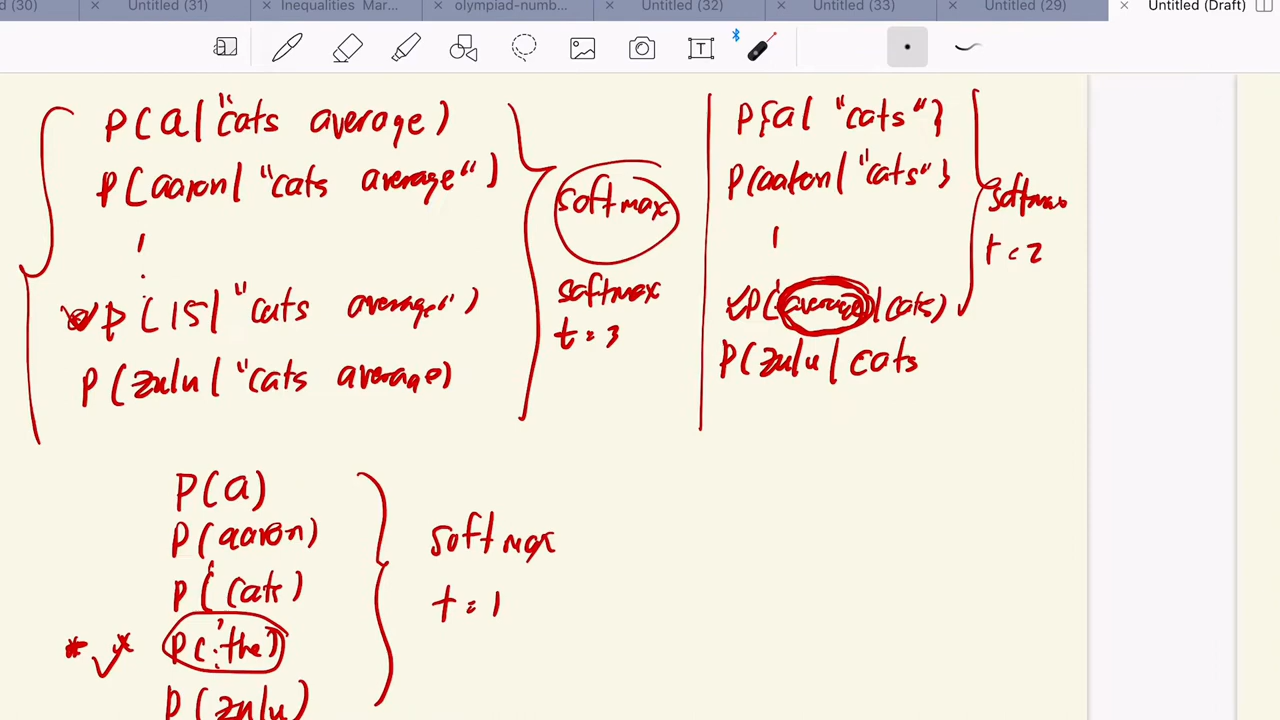 d (30)
Untitled (31)
Inequalities Mar...
olympiad-numb...
Untitled (32)
Untitled (33)
Untitled (29)
Untitled (Draft)
T
P(a| "cats average)
P(aaron| "cats average")
P(15| "cats average")
P(zulu| "cats average)
softmax
softmax
t = 3
P{a| "cats"}
P(aaron| "cats"}
P(average|cats)
P(zulu| cats
softmax
t = 2
P(a)
P(aaron)
P(cats)
P(the)
P(zulu)
softmax
t = 1